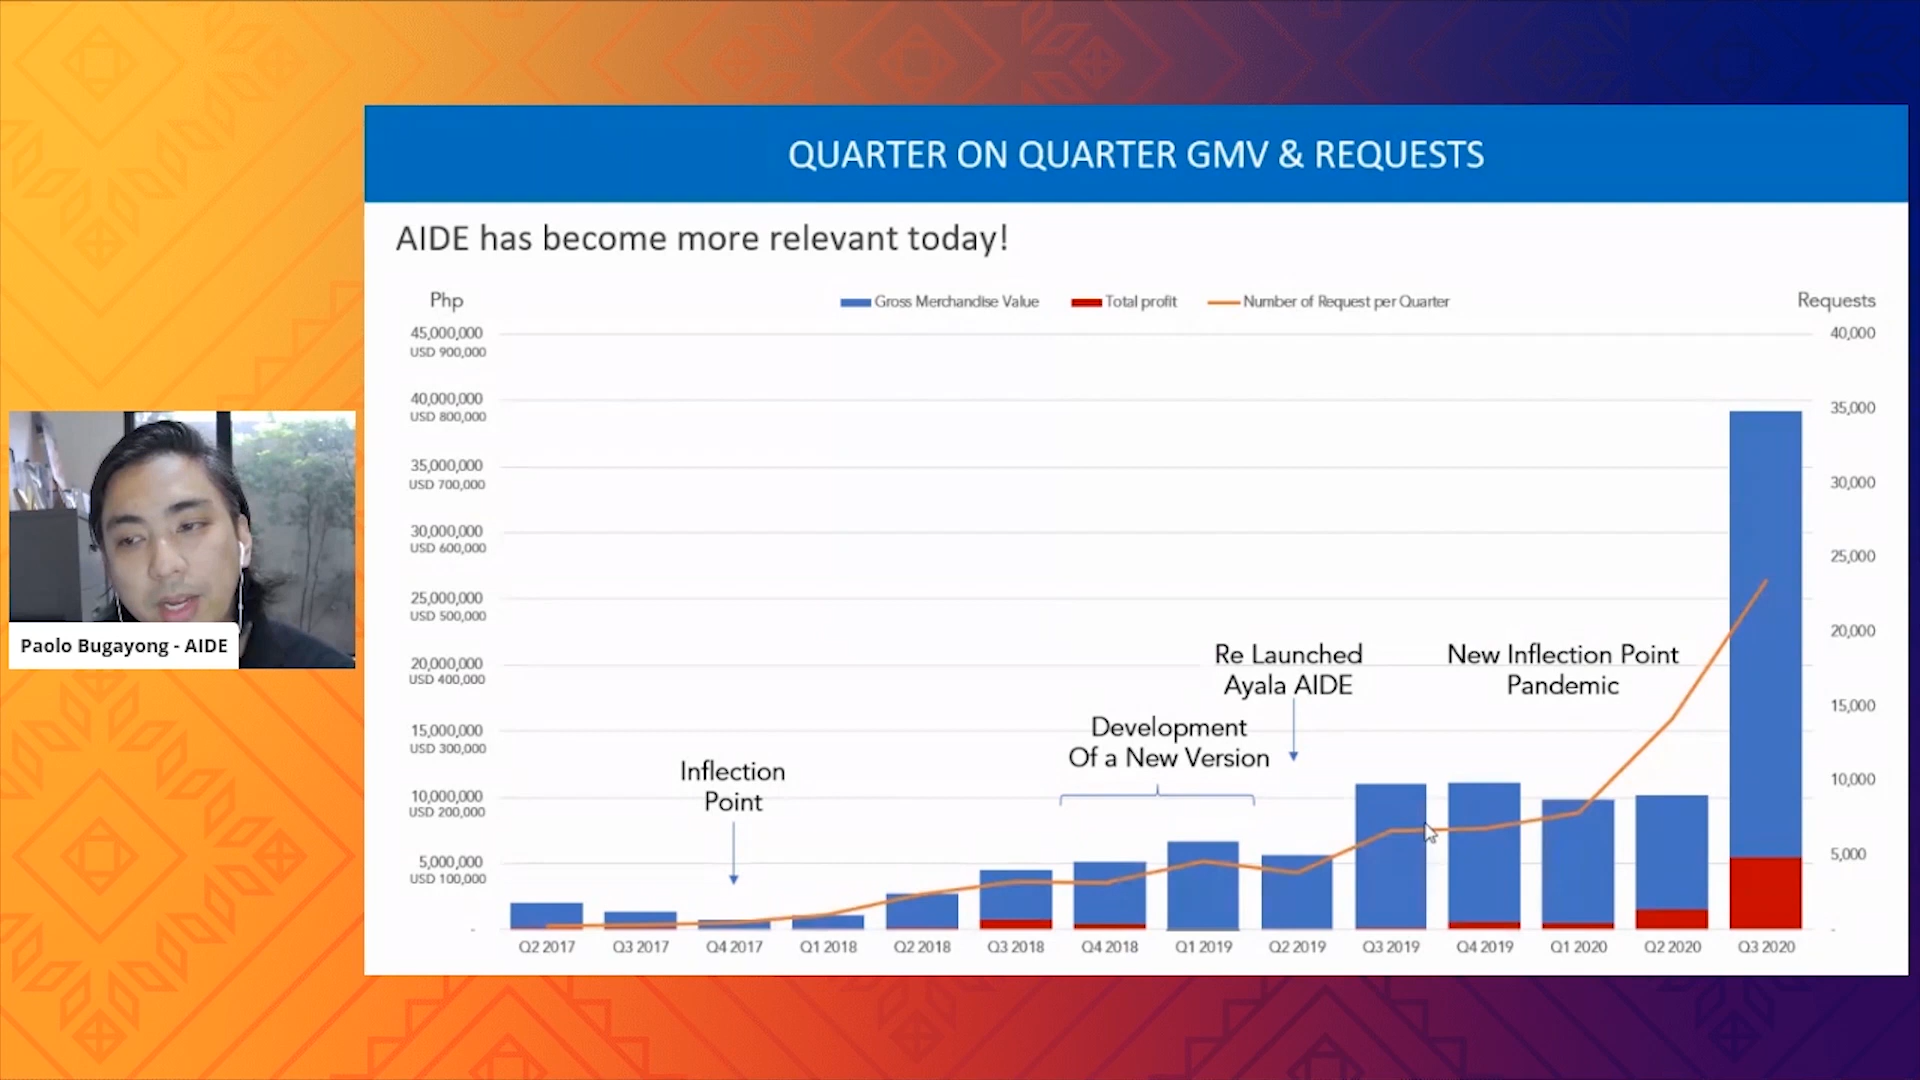 QUARTER ON QUARTER GMV & REQUESTS
AIDE has become more relevant today!
Php
Gross Merchandise Value
Total profit
Number of Request per Quarter
Requests
45,000,000
USD 900,000
40,000,000
USD 800,000
35,000,000
USD 700,000
30,000,000
USD 600,000
25,000,000
USD 500,000
20,000,000
USD 400,000
15,000,000
USD 300,000
10,000,000
USD 200,000
5,000,000
USD 100,000
-
40,000
35,000
30,000
25,000
20,000
15,000
10,000
5,000
-
Inflection
Point
Development
Of a New Version
Re Launched
Ayala AIDE
New Inflection Point
Pandemic
Q2 2017
Q3 2017
Q4 2017
Q1 2018
Q2 2018
Q3 2018
Q4 2018
Q1 2019
Q2 2019
Q3 2019
Q4 2019
Q1 2020
Q2 2020
Q3 2020
Paolo Bugayong - AIDE